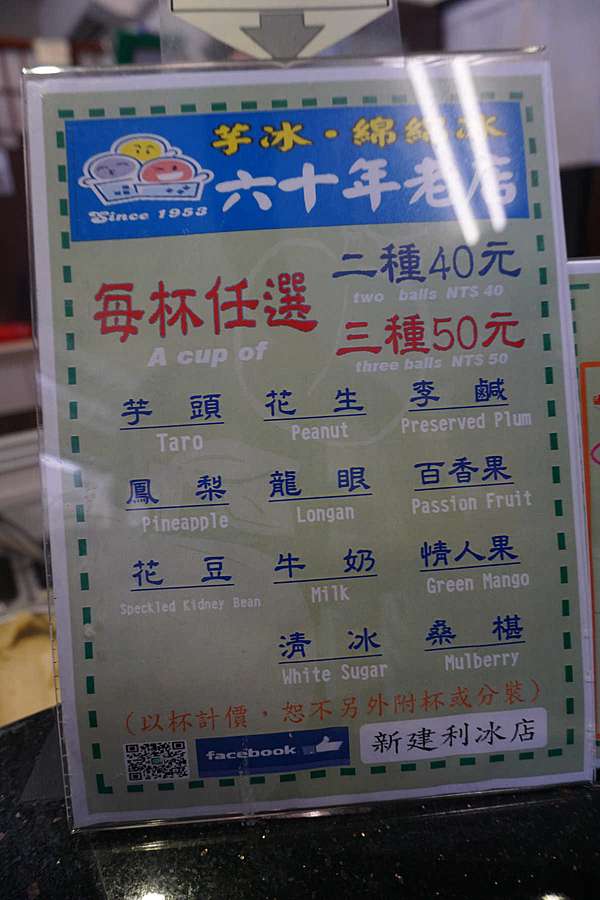 芋冰・綿綿冰
Since 1953
六十年老店
每杯任選
A cup of
二種40元
two balls NT$ 40
三種50元
three balls NT$ 50
芋頭 花生 李鹹
Taro Peanut Preserved Plum
鳳梨 龍眼 百香果
Pineapple Longan Passion Fruit
花豆 牛奶 情人果
Speckled Kidney Bean Milk Green Mango
清冰 桑椹
White Sugar Mulberry
(以杯計價，恕不另外附杯或分裝)
facebook
新建利冰店